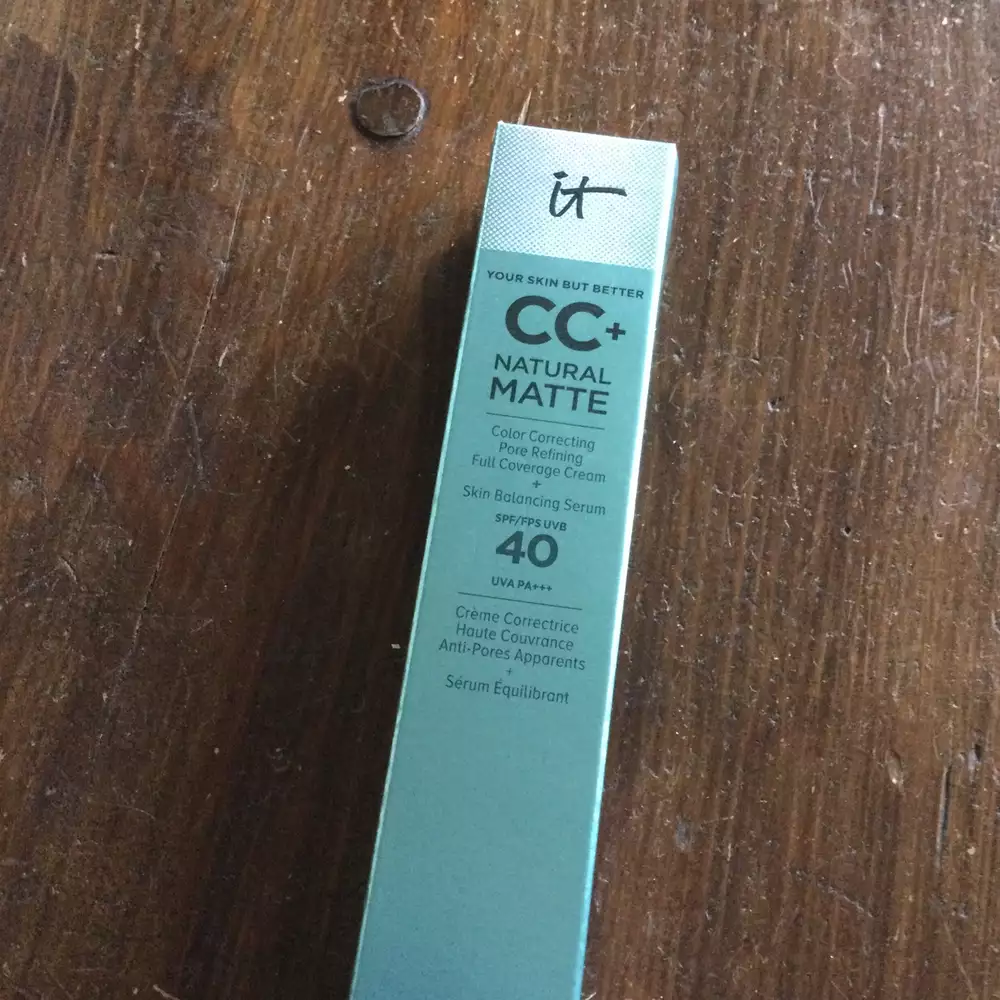 it
YOUR SKIN BUT BETTER
CC+
NATURAL
MATTE
Color Correcting
Pore Refining
Full Coverage Cream
+
Skin Balancing Serum
SPF/FPS UVB
40
UVA PA+++
Crème Correctrice
Haute Couvrance
Anti-Pores Apparents
+
Sérum Équilibrant